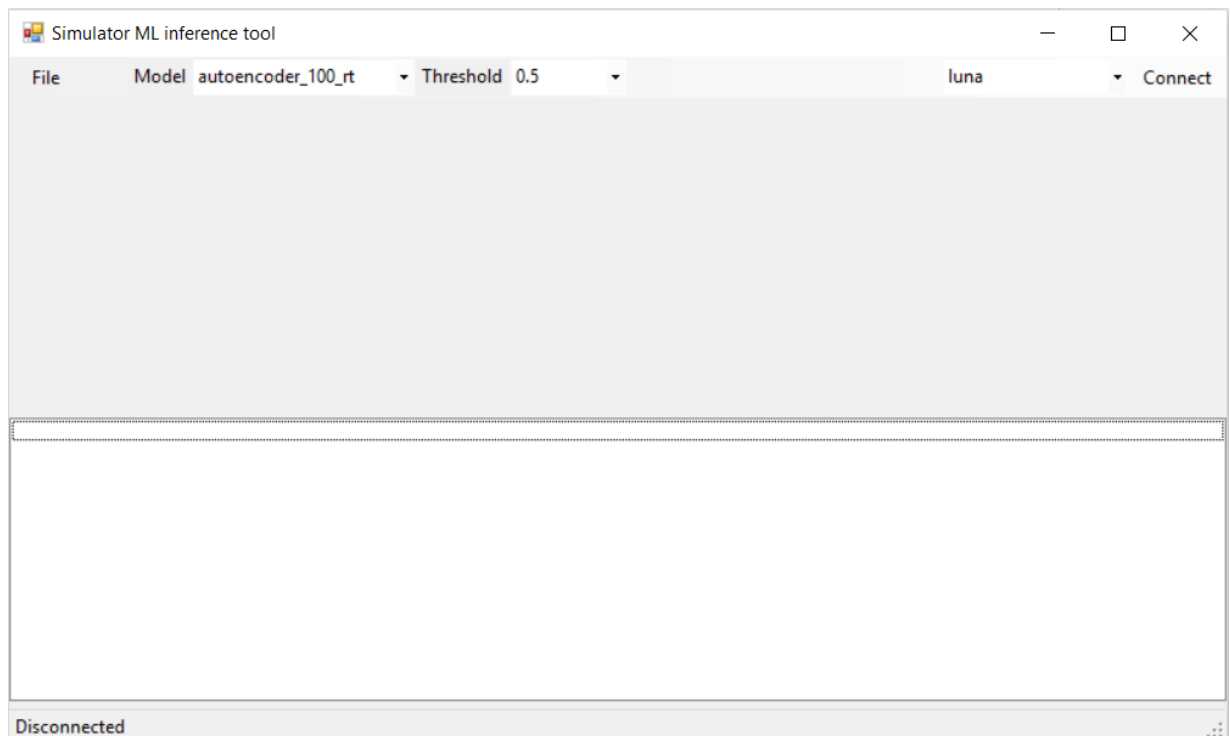 Simulator ML inference tool
File Model autoencoder_100_rt Threshold 0.5 luna Connect
Disconnected